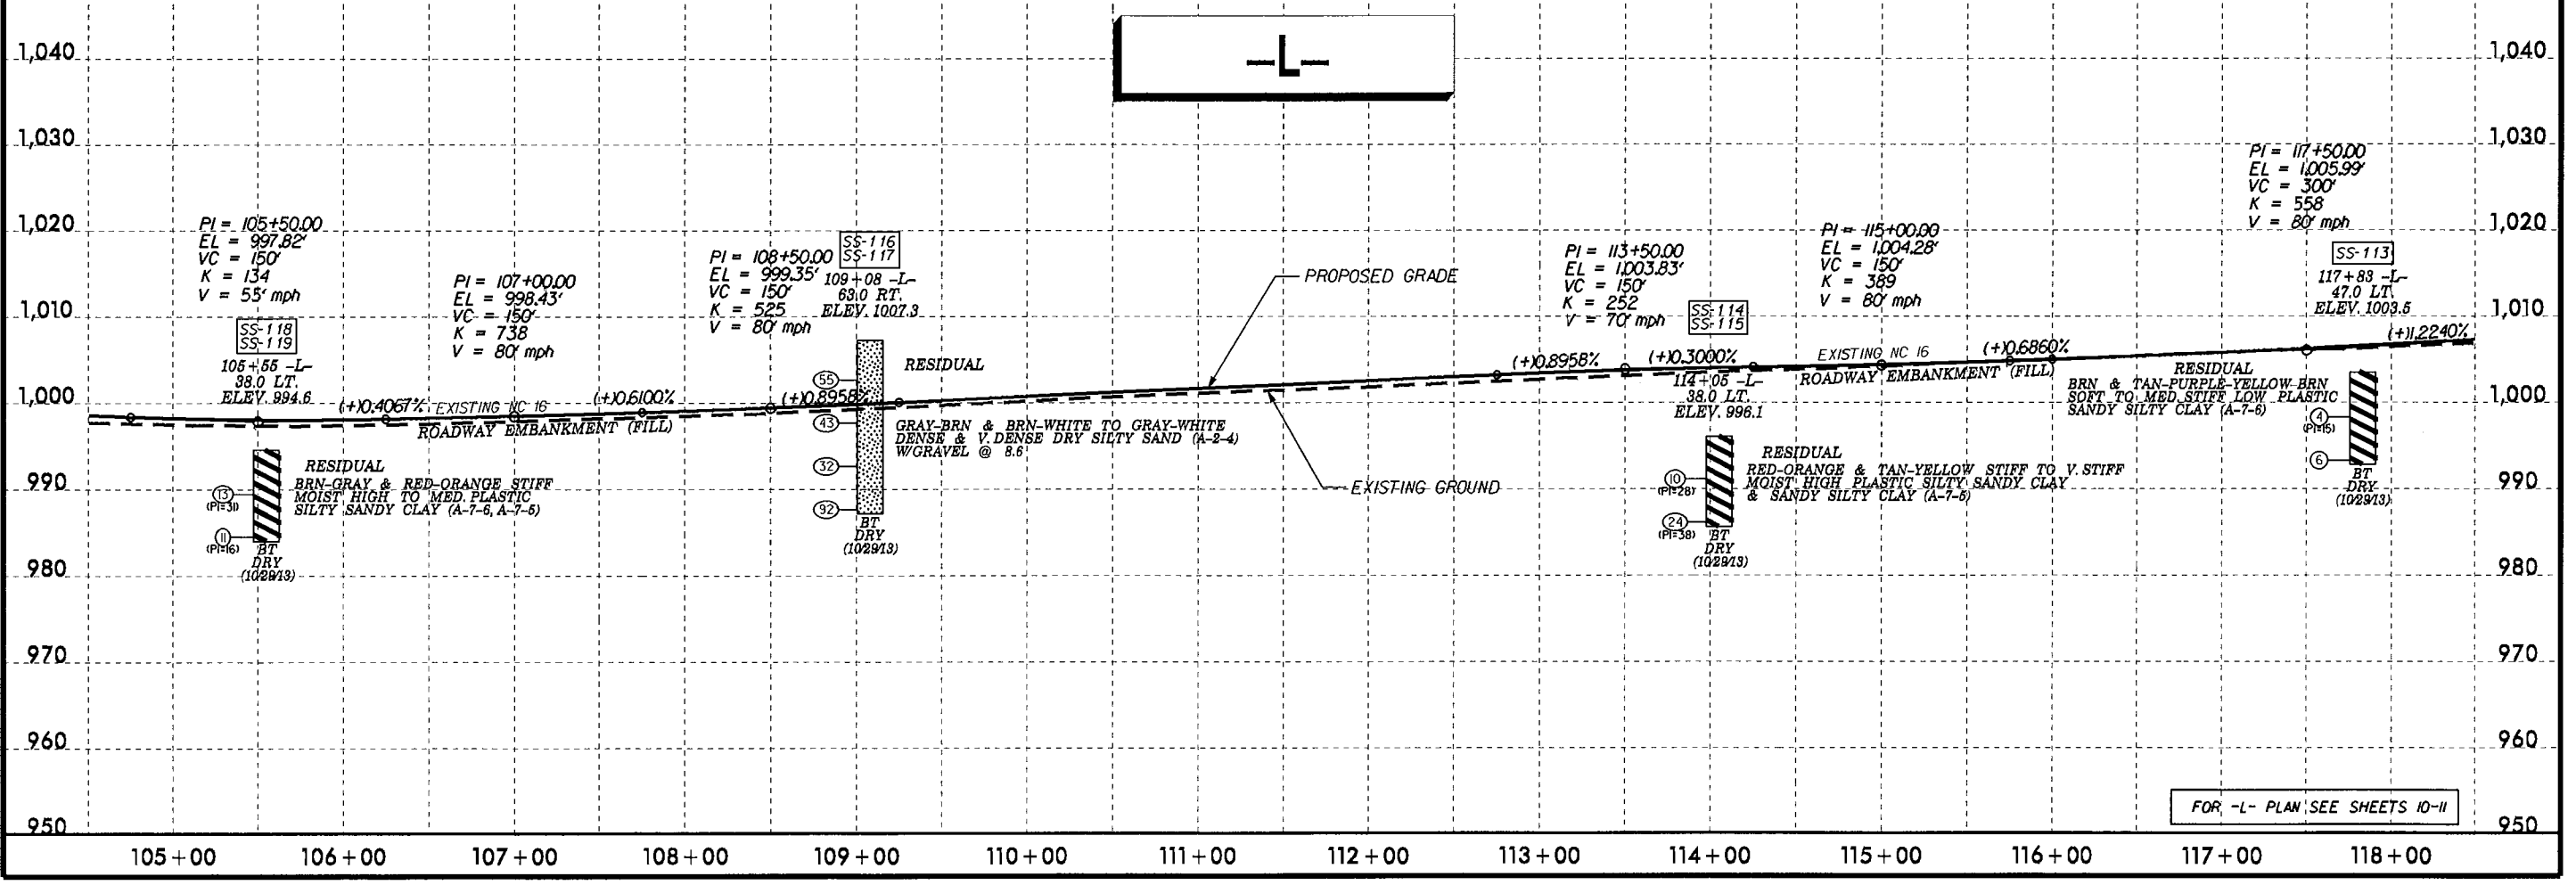 -L-
1,040
1,030
1,020
1,010
1,000
990
980
970
960
950
1,040
1,030
1,020
1,010
1,000
990
980
970
960
950
PI = 105+50.00
EL = 997.82'
VC = 150'
K = 134
V = 55' mph
SS-118
SS-119
105+55 -L-
38.0 LT.
ELEV. 994.6
PI = 107+00.00
EL = 998.43'
VC = 150'
K = 738
V = 80' mph
PI = 108+50.00
EL = 999.35'
VC = 150'
K = 525
V = 80' mph
SS-116
SS-117
109+08 -L-
63.0 RT.
ELEV. 1007.3
PROPOSED GRADE
EXISTING GROUND
PI = 113+50.00
EL = 1,003.83'
VC = 150'
K = 252
V = 70' mph
SS-114
SS-115
114+05 -L-
38.0 LT.
ELEV. 996.1
PI = 115+00.00
EL = 1,004.28'
VC = 150'
K = 389
V = 80' mph
PI = 117+50.00
EL = 1,005.99'
VC = 300'
K = 558
V = 80' mph
SS-113
117+83 -L-
47.0 LT.
ELEV. 1003.5
(+)0.4067%
EXISTING NC 16
ROADWAY EMBANKMENT (FILL)
(+)0.6100%
(+)0.8958%
(+)0.8958%
(+)0.3000%
EXISTING NC 16
ROADWAY EMBANKMENT (FILL)
(+)0.6860%
(+)1.2240%
RESIDUAL
BRN-GRAY & RED-ORANGE STIFF
MOIST HIGH TO MED. PLASTIC
SILTY SANDY CLAY (A-7-6, A-7-5)
13
(PI=31)
11
(PI=16)
BT
DRY
(10/29/13)
RESIDUAL
55
43
32
92
GRAY-BRN & BRN-WHITE TO GRAY-WHITE
DENSE & V. DENSE DRY SILTY SAND (A-2-4)
W/GRAVEL @ 8.6'
BT
DRY
(10/29/13)
RESIDUAL
RED-ORANGE & TAN-YELLOW STIFF TO V. STIFF
MOIST HIGH PLASTIC SILTY SANDY CLAY
& SANDY SILTY CLAY (A-7-5)
10
(PI=28)
24
(PI=38)
BT
DRY
(10/29/13)
RESIDUAL
BRN & TAN-PURPLE-YELLOW-BRN
SOFT TO MED. STIFF LOW PLASTIC
SANDY SILTY CLAY (A-7-6)
4
(PI=15)
6
BT
DRY
(10/29/13)
FOR -L- PLAN SEE SHEETS 10-11
105+00 106+00 107+00 108+00 109+00 110+00 111+00 112+00 113+00 114+00 115+00 116+00 117+00 118+00